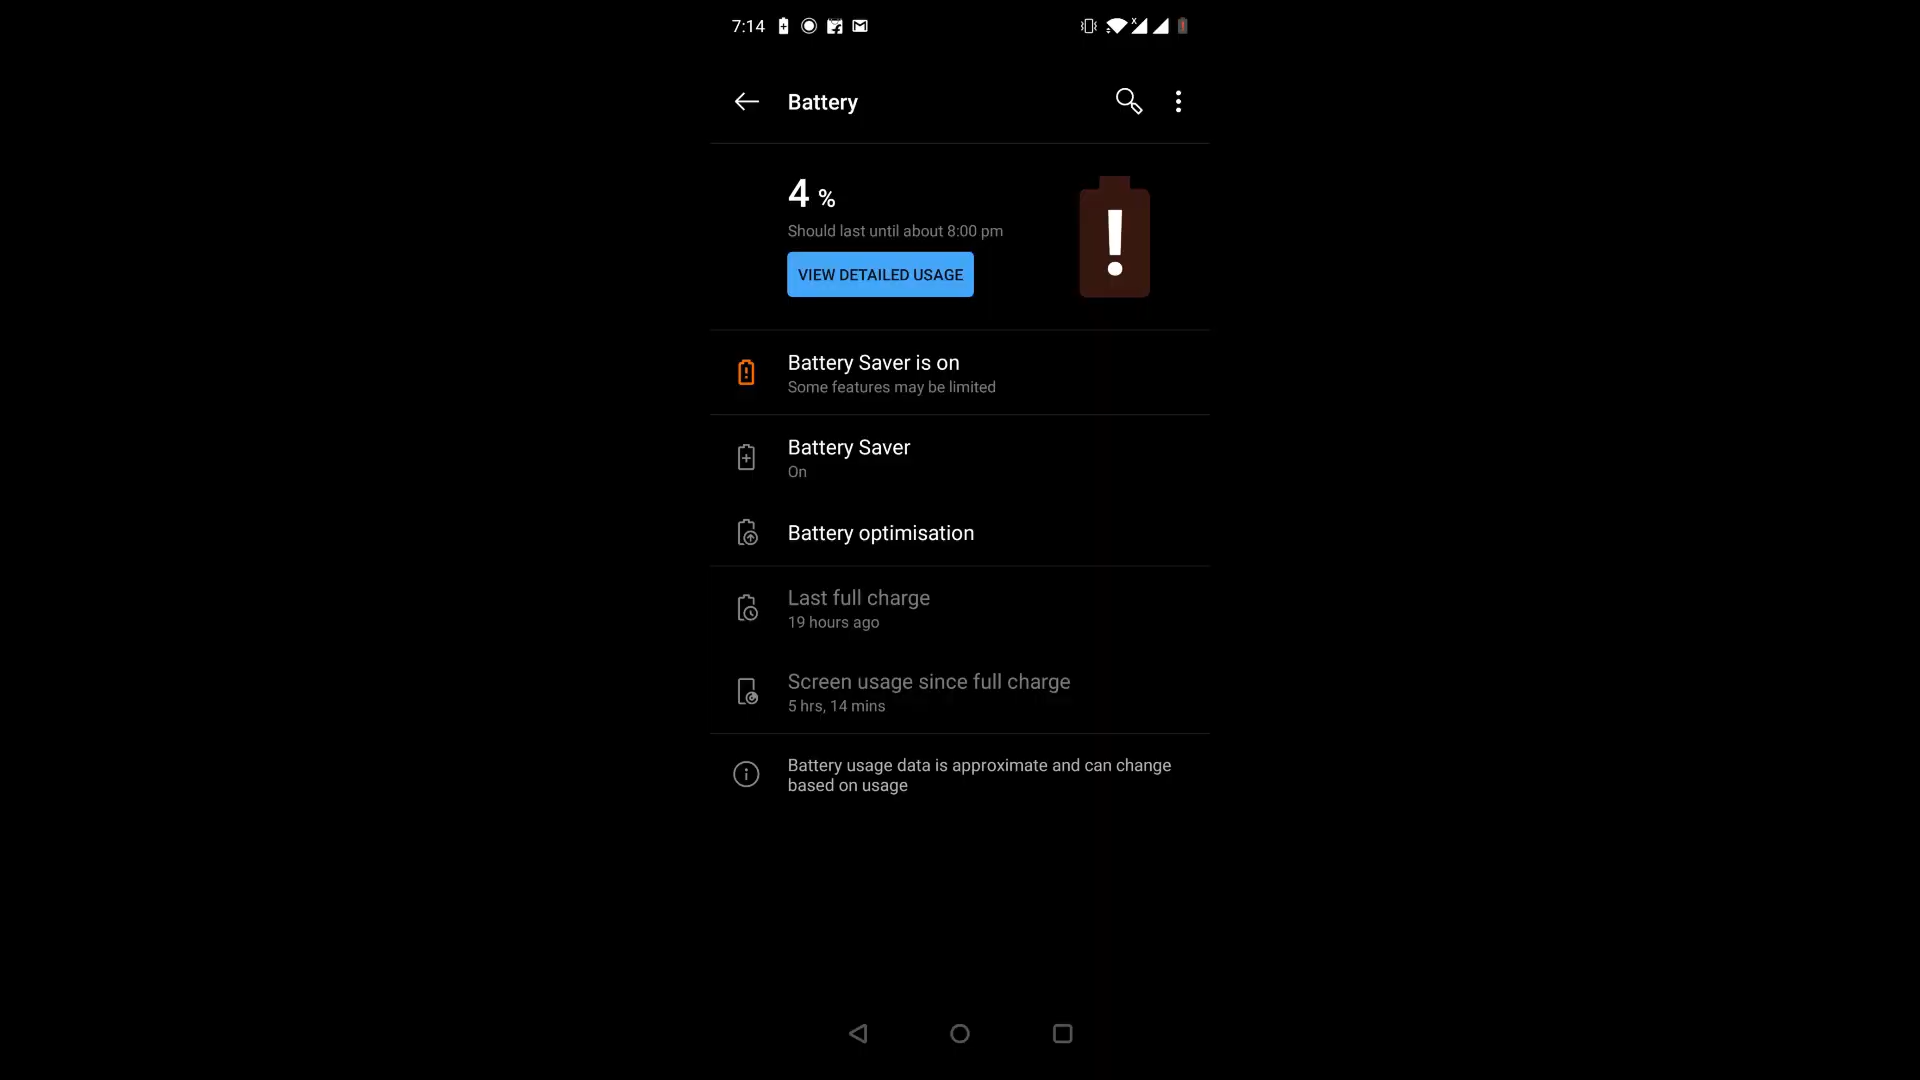 7:14
Battery
4 %
Should last until about 8:00 pm
VIEW DETAILED USAGE
Battery Saver is on
Some features may be limited
Battery Saver
On
Battery optimisation
Last full charge
19 hours ago
Screen usage since full charge
5 hrs, 14 mins
Battery usage data is approximate and can change
based on usage